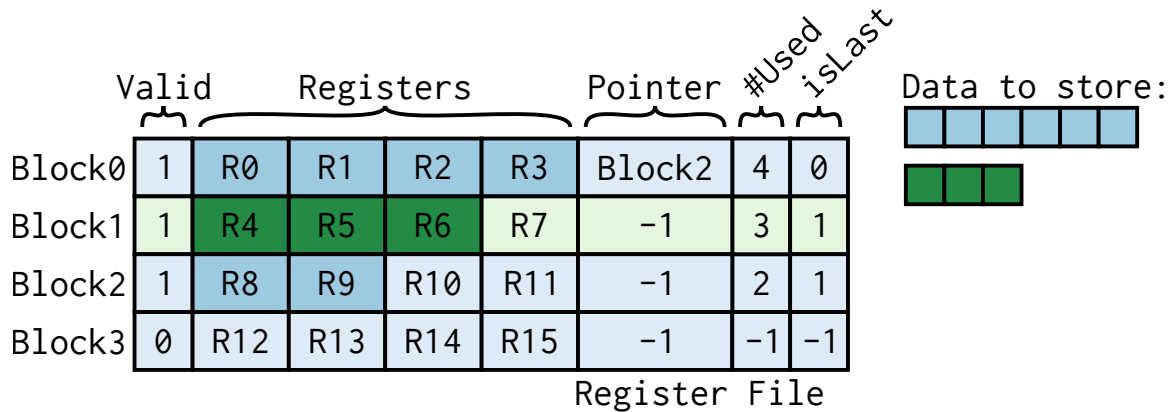 Valid Registers Pointer #Used isLast Data to store:
Block0 1 R0 R1 R2 R3 Block2 4 0
Block1 1 R4 R5 R6 R7 -1 3 1
Block2 1 R8 R9 R10 R11 -1 2 1
Block3 0 R12 R13 R14 R15 -1 -1 -1
Register File